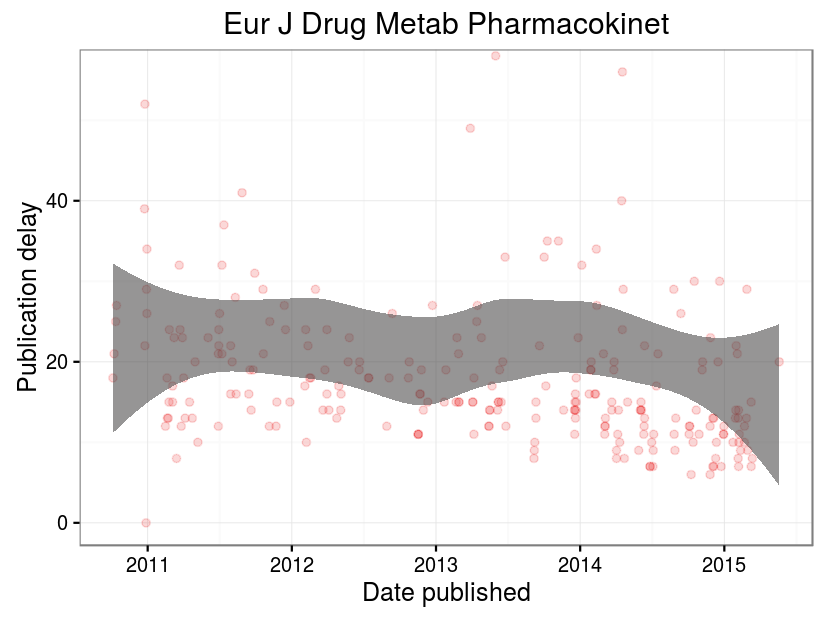 Eur J Drug Metab Pharmacokinet
Publication delay
40
20
0
2011 2012 2013 2014 2015
Date published